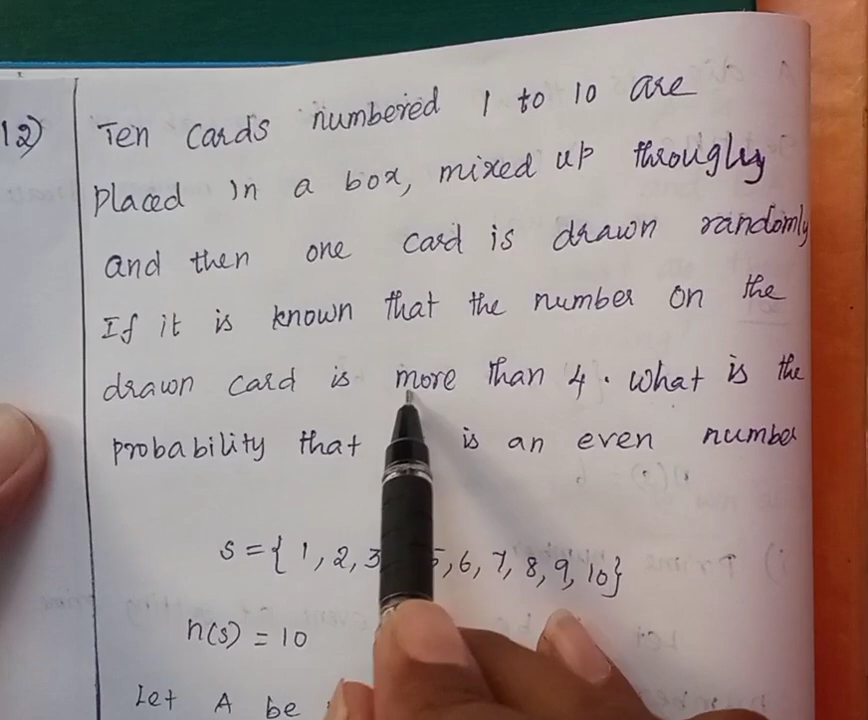 12) Ten cards numbered 1 to 10 are
placed in a box, mixed up througly
and then one card is drawn randomly
If it is known that the number on the
drawn card is more than 4. what is the
probability that is an even number
S = { 1, 2, 3 5, 6, 7, 8, 9, 10}
n(s) = 10
Let A be